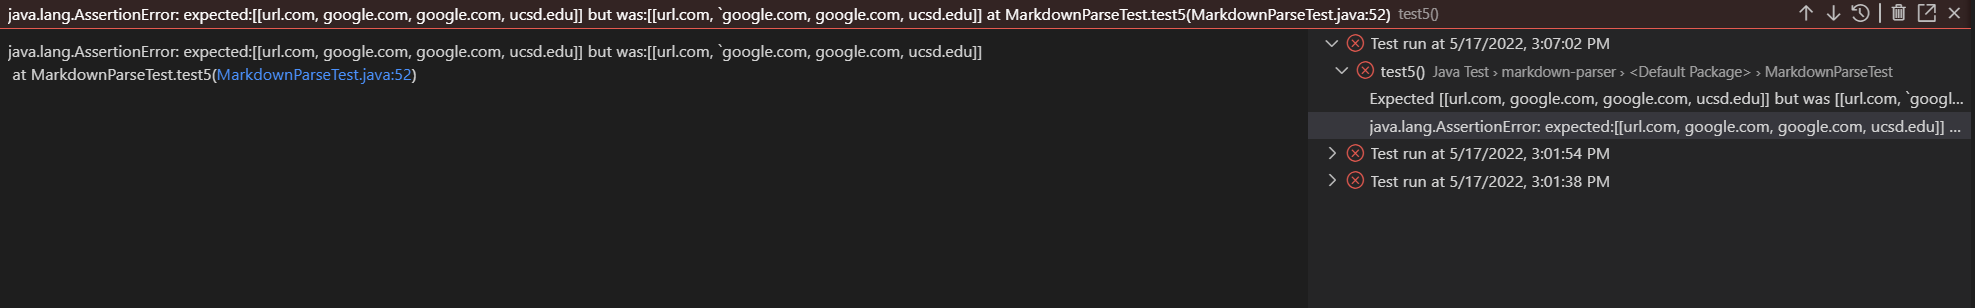 java.lang.AssertionError: expected:[[url.com, google.com, google.com, ucsd.edu]] but was:[[url.com, `google.com, google.com, ucsd.edu]] at MarkdownParseTest.test5(MarkdownParseTest.java:52) test5()
java.lang.AssertionError: expected:[[url.com, google.com, google.com, ucsd.edu]] but was:[[url.com, `google.com, google.com, ucsd.edu]]
at MarkdownParseTest.test5(MarkdownParseTest.java:52)
Test run at 5/17/2022, 3:07:02 PM
test5() Java Test › markdown-parser › <Default Package> › MarkdownParseTest
Expected [[url.com, google.com, google.com, ucsd.edu]] but was [[url.com, `googl...
java.lang.AssertionError: expected:[[url.com, google.com, google.com, ucsd.edu]] ...
Test run at 5/17/2022, 3:01:54 PM
Test run at 5/17/2022, 3:01:38 PM